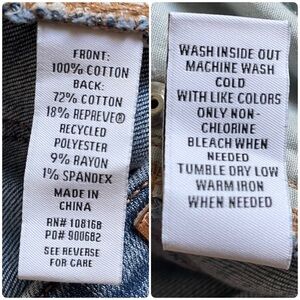 FRONT:
100% COTTON
BACK:
72% COTTON
18% REPREVE®
RECYCLED
POLYESTER
9% RAYON
1% SPANDEX
MADE IN
CHINA
RN# 108168
PO# 900682
SEE REVERSE
FOR CARE
WASH INSIDE OUT
MACHINE WASH
COLD
WITH LIKE COLORS
ONLY NON-
CHLORINE
BLEACH WHEN
NEEDED
TUMBLE DRY LOW
WARM IRON
WHEN NEEDED